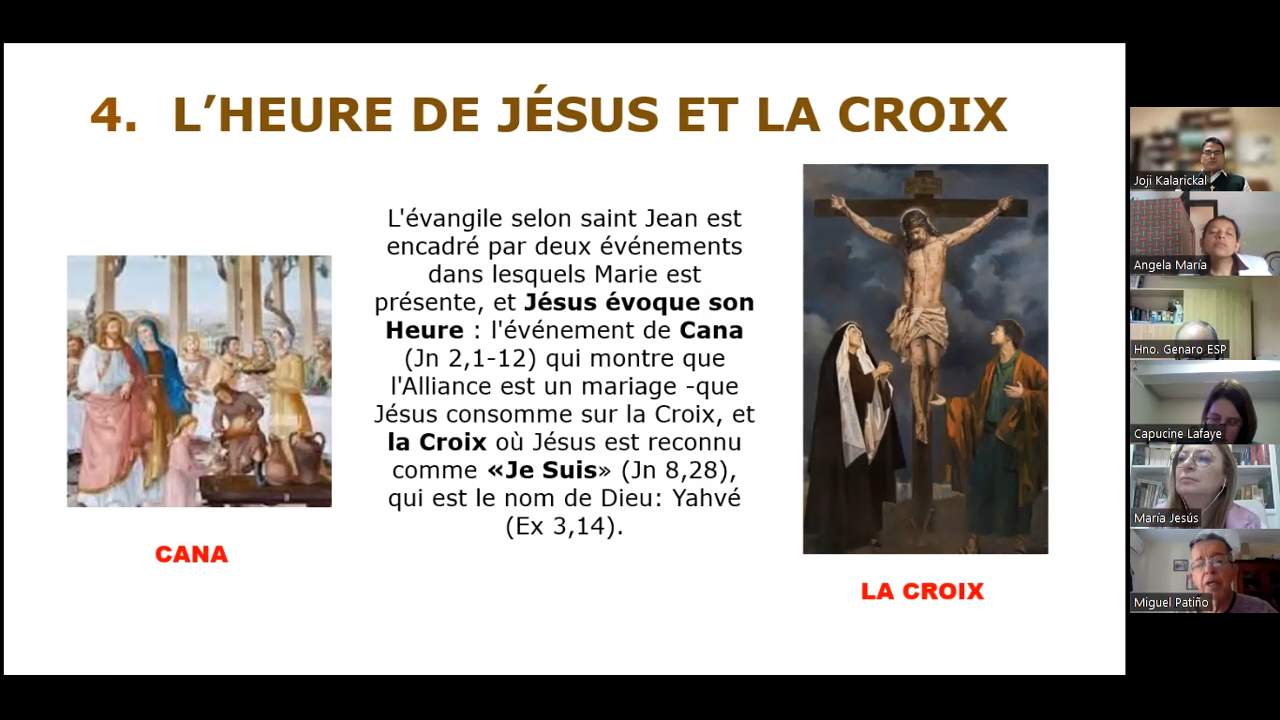 4. L’HEURE DE JÉSUS ET LA CROIX
L'évangile selon saint Jean est
encadré par deux événements
dans lesquels Marie est
présente, et Jésus évoque son
Heure : l'événement de Cana
(Jn 2,1-12) qui montre que
l'Alliance est un mariage -que
Jésus consomme sur la Croix, et
la Croix où Jésus est reconnu
comme «Je Suis» (Jn 8,28),
qui est le nom de Dieu: Yahvé
(Ex 3,14).
CANA
LA CROIX
Joji Kalarickal
Angela María
Hno. Genaro ESP
Capucine Lafaye
María Jesús
Miguel Patiño